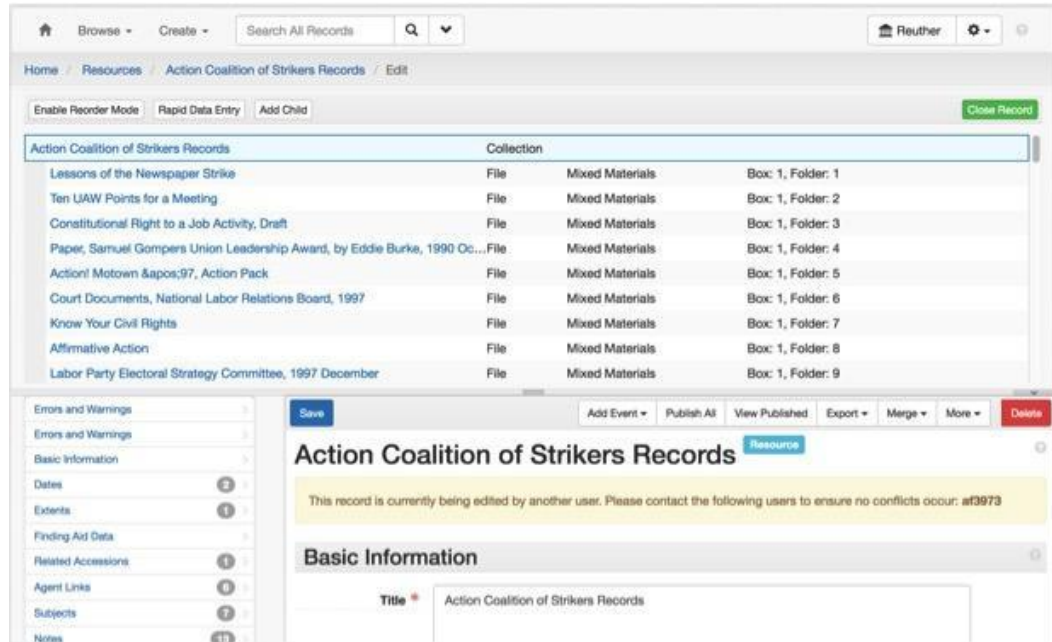 Browse Create Search All Records Reuther
Home / Resources / Action Coalition of Strikers Records / Edit
Enable Reorder Mode Rapid Data Entry Add Child Close Record
Action Coalition of Strikers Records Collection
Lessons of the Newspaper Strike File Mixed Materials Box: 1, Folder: 1
Ten UAW Points for a Meeting File Mixed Materials Box: 1, Folder: 2
Constitutional Right to a Job Activity, Draft File Mixed Materials Box: 1, Folder: 3
Paper, Samuel Gompers Union Leadership Award, by Eddie Burke, 1990 Oc... File Mixed Materials Box: 1, Folder: 4
Action! Motown &apos;97, Action Pack File Mixed Materials Box: 1, Folder: 5
Court Documents, National Labor Relations Board, 1997 File Mixed Materials Box: 1, Folder: 6
Know Your Civil Rights File Mixed Materials Box: 1, Folder: 7
Affirmative Action File Mixed Materials Box: 1, Folder: 8
Labor Party Electoral Strategy Committee, 1997 December File Mixed Materials Box: 1, Folder: 9
Errors and Warnings
Errors and Warnings
Basic Information
Dates 2
Extents 1
Finding Aid Data
Related Accessions 1
Agent Links 6
Subjects 7
Notes 13
Save Add Event Publish All View Published Export Merge More Delete
Action Coalition of Strikers Records Resource
This record is currently being edited by another user. Please contact the following users to ensure no conflicts occur: af3973
Basic Information
Title * Action Coalition of Strikers Records